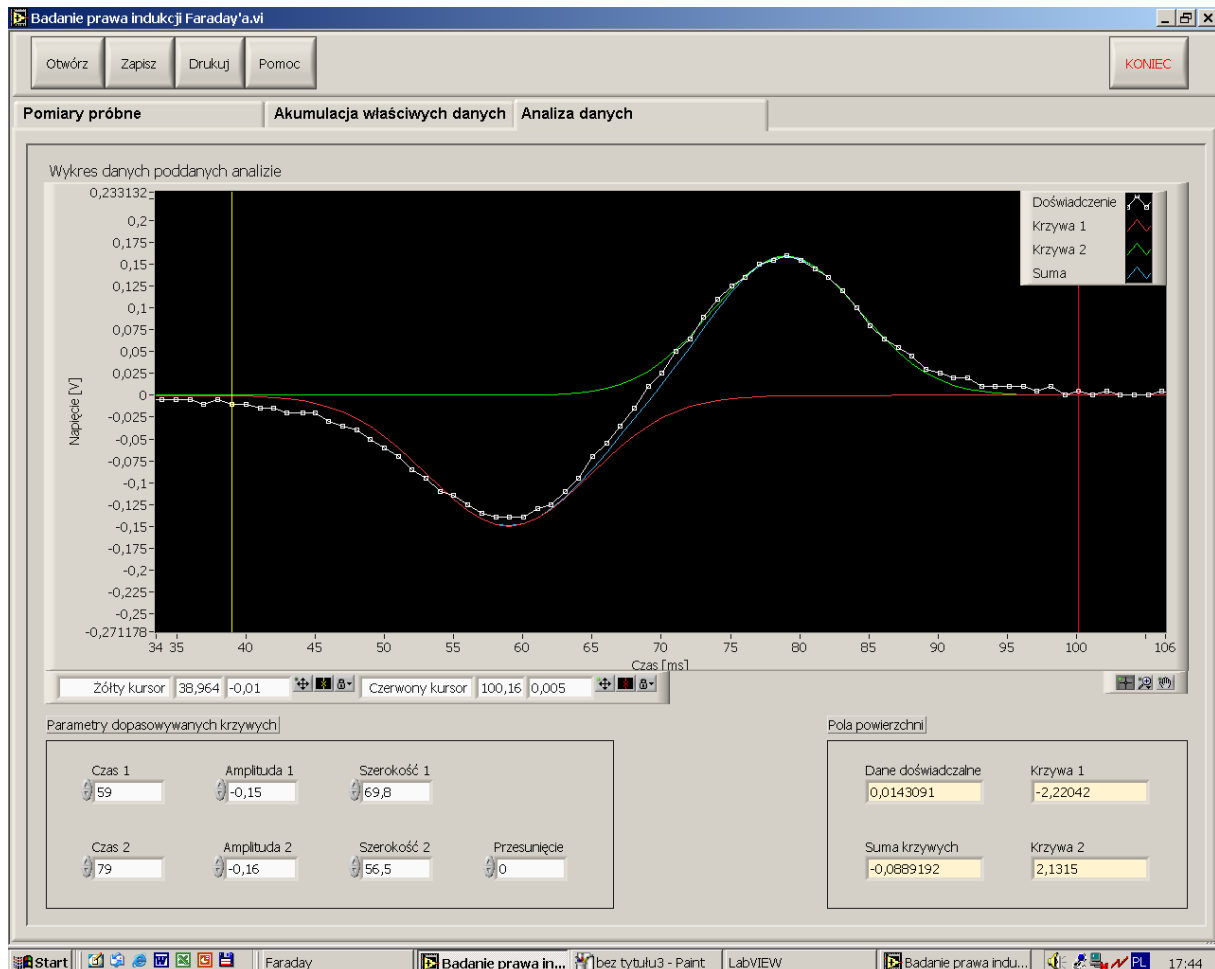 Badanie prawa indukcji Faraday'a.vi
Otwórz Zapisz Drukuj Pomoc KONIEC
Pomiary próbne Akumulacja właściwych danych Analiza danych
Wykres danych poddanych analizie
0,233132
0,2
0,175
0,15
0,125
0,1
0,075
0,05
0,025
0
-0,025
-0,05
-0,075
-0,1
-0,125
-0,15
-0,175
-0,2
-0,225
-0,25
-0,271178
Napięcie [V]
Doświadczenie
Krzywa 1
Krzywa 2
Suma
34 35 40 45 50 55 60 65 70 75 80 85 90 95 100 106
Czas [ms]
Żółty kursor 38,964 -0,01 Czerwony kursor 100,16 0,005
Parametry dopasowywanych krzywych
Czas 1 Amplituda 1 Szerokość 1
59 -0,15 69,8
Czas 2 Amplituda 2 Szerokość 2 Przesunięcie
79 -0,16 56,5 0
Pola powierzchni
Dane doświadczalne Krzywa 1
0,0143091 -2,22042
Suma krzywych Krzywa 2
-0,0889192 2,1315
Start Faraday Badanie prawa in... bez tytułu3 - Paint LabVIEW Badanie prawa indu... PL 17:44